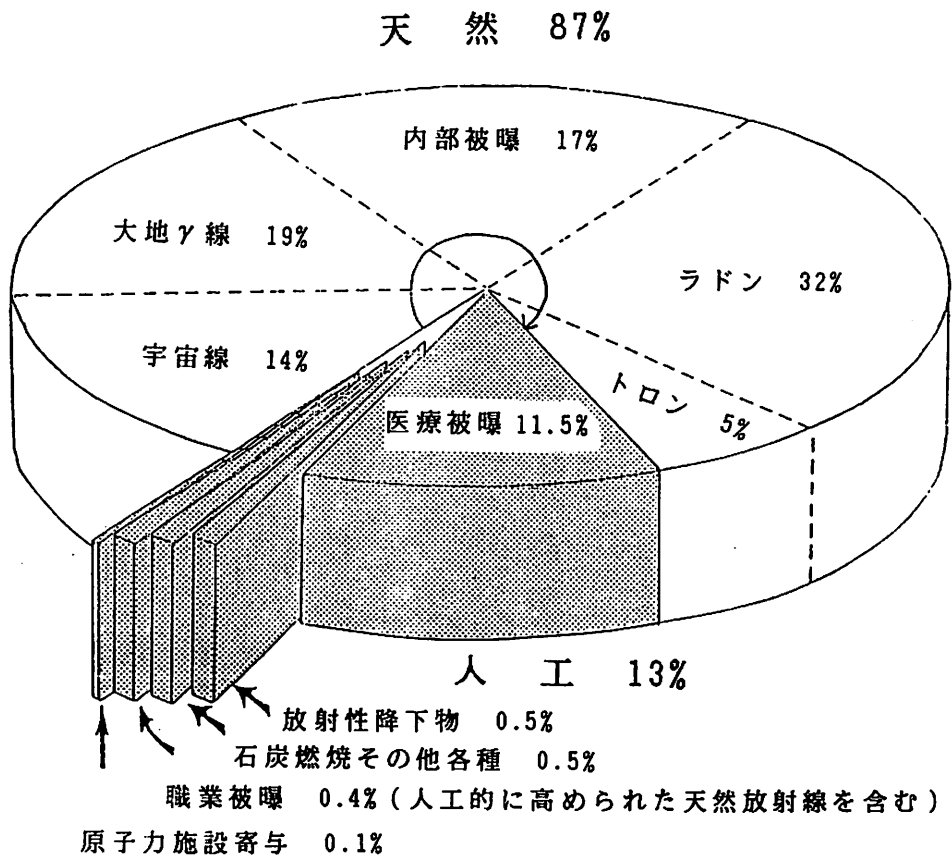 天然 87%
内部被曝 17%
大地γ線 19%
ラドン 32%
宇宙線 14%
トロン 5%
医療被曝 11.5%
人工 13%
放射性降下物 0.5%
石炭燃焼その他各種 0.5%
職業被曝 0.4% (人工的に高められた天然放射線を含む)
原子力施設寄与 0.1%